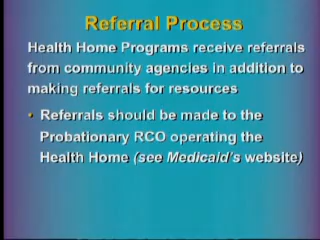 Referral Process
Health Home Programs receive referrals
from community agencies in addition to
making referrals for resources
• Referrals should be made to the
Probationary RCO operating the
Health Home (see Medicaid's website)